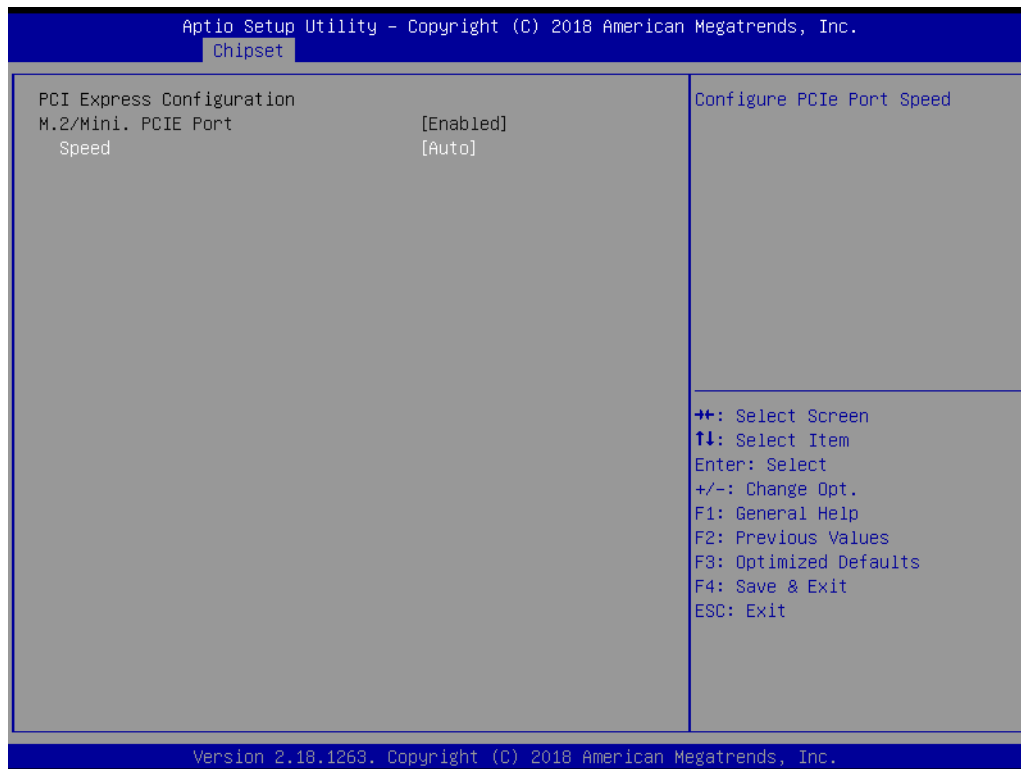 Aptio Setup Utility – Copyright (C) 2018 American Megatrends, Inc.
Chipset
PCI Express Configuration
M.2/Mini. PCIE Port [Enabled]
Speed [Auto]
Configure PCIe Port Speed
→←: Select Screen
↑↓: Select Item
Enter: Select
+/-: Change Opt.
F1: General Help
F2: Previous Values
F3: Optimized Defaults
F4: Save & Exit
ESC: Exit
Version 2.18.1263. Copyright (C) 2018 American Megatrends, Inc.